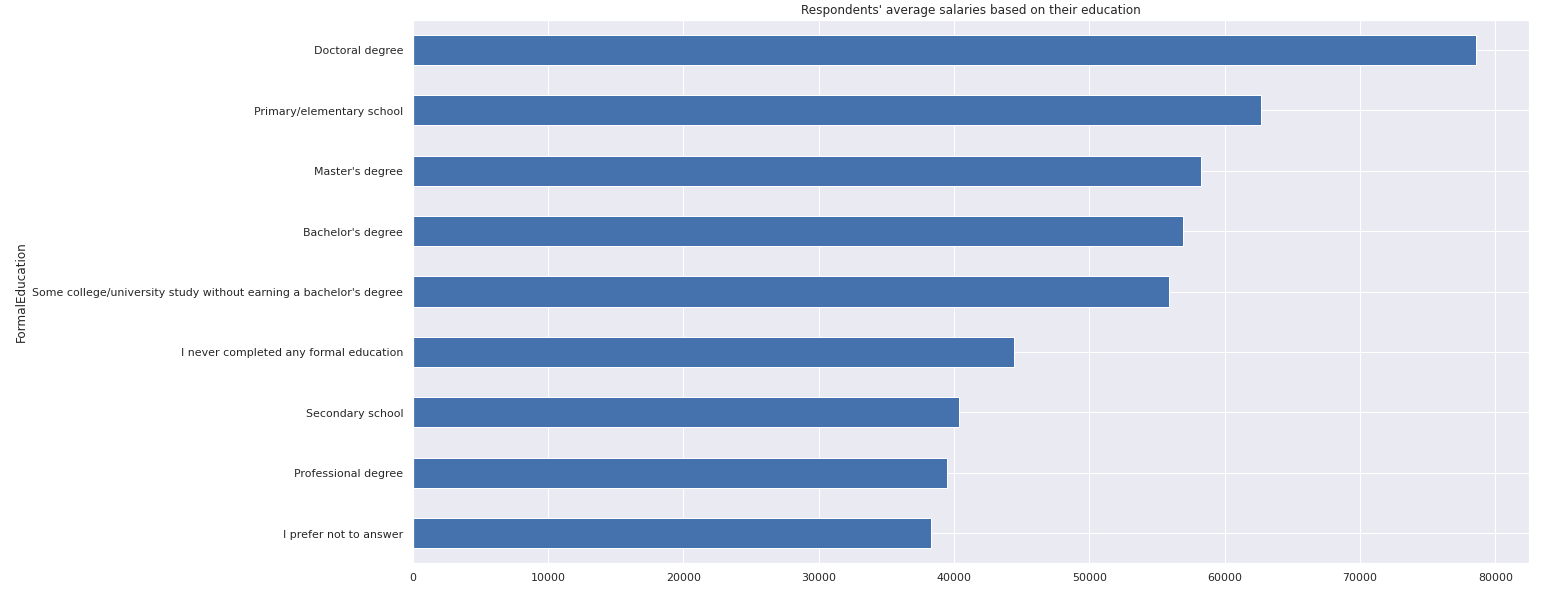 Respondents' average salaries based on their education
FormalEducation
Doctoral degree
Primary/elementary school
Master's degree
Bachelor's degree
Some college/university study without earning a bachelor's degree
I never completed any formal education
Secondary school
Professional degree
I prefer not to answer
0 10000 20000 30000 40000 50000 60000 70000 80000